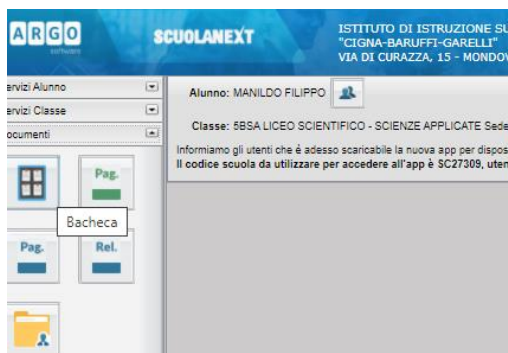 ARGO
software
SCUOLANEXT
ISTITUTO DI ISTRUZIONE SU
"CIGNA-BARUFFI-GARELLI"
VIA DI CURAZZA, 15 - MONDOV
ervizi Alunno
ervizi Classe
ocumenti
Pag.
Bacheca
Pag.
Rel.
Alunno: MANILDO FILIPPO
Classe: 5BSA LICEO SCIENTIFICO - SCIENZE APPLICATE Sede
Informiamo gli utenti che é adesso scaricabile la nuova app per dispos
Il codice scuola da utilizzare per accedere all'app è SC27309, uten